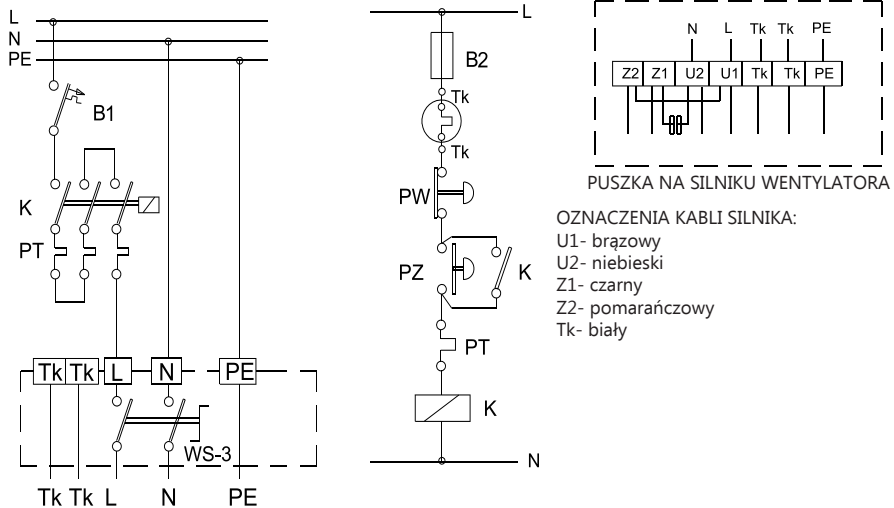 L
N
PE
B1
K
PT
Tk Tk L N PE
WS-3
Tk Tk L N PE
L
B2
Tk
Tk
PW
PZ K
PT
K
N
N L Tk Tk PE
Z2 Z1 U2 U1 Tk Tk PE
PUSZKA NA SILNIKU WENTYLATORA
OZNACZENIA KABLI SILNIKA:
U1- brązowy
U2- niebieski
Z1- czarny
Z2- pomarańczowy
Tk- biały